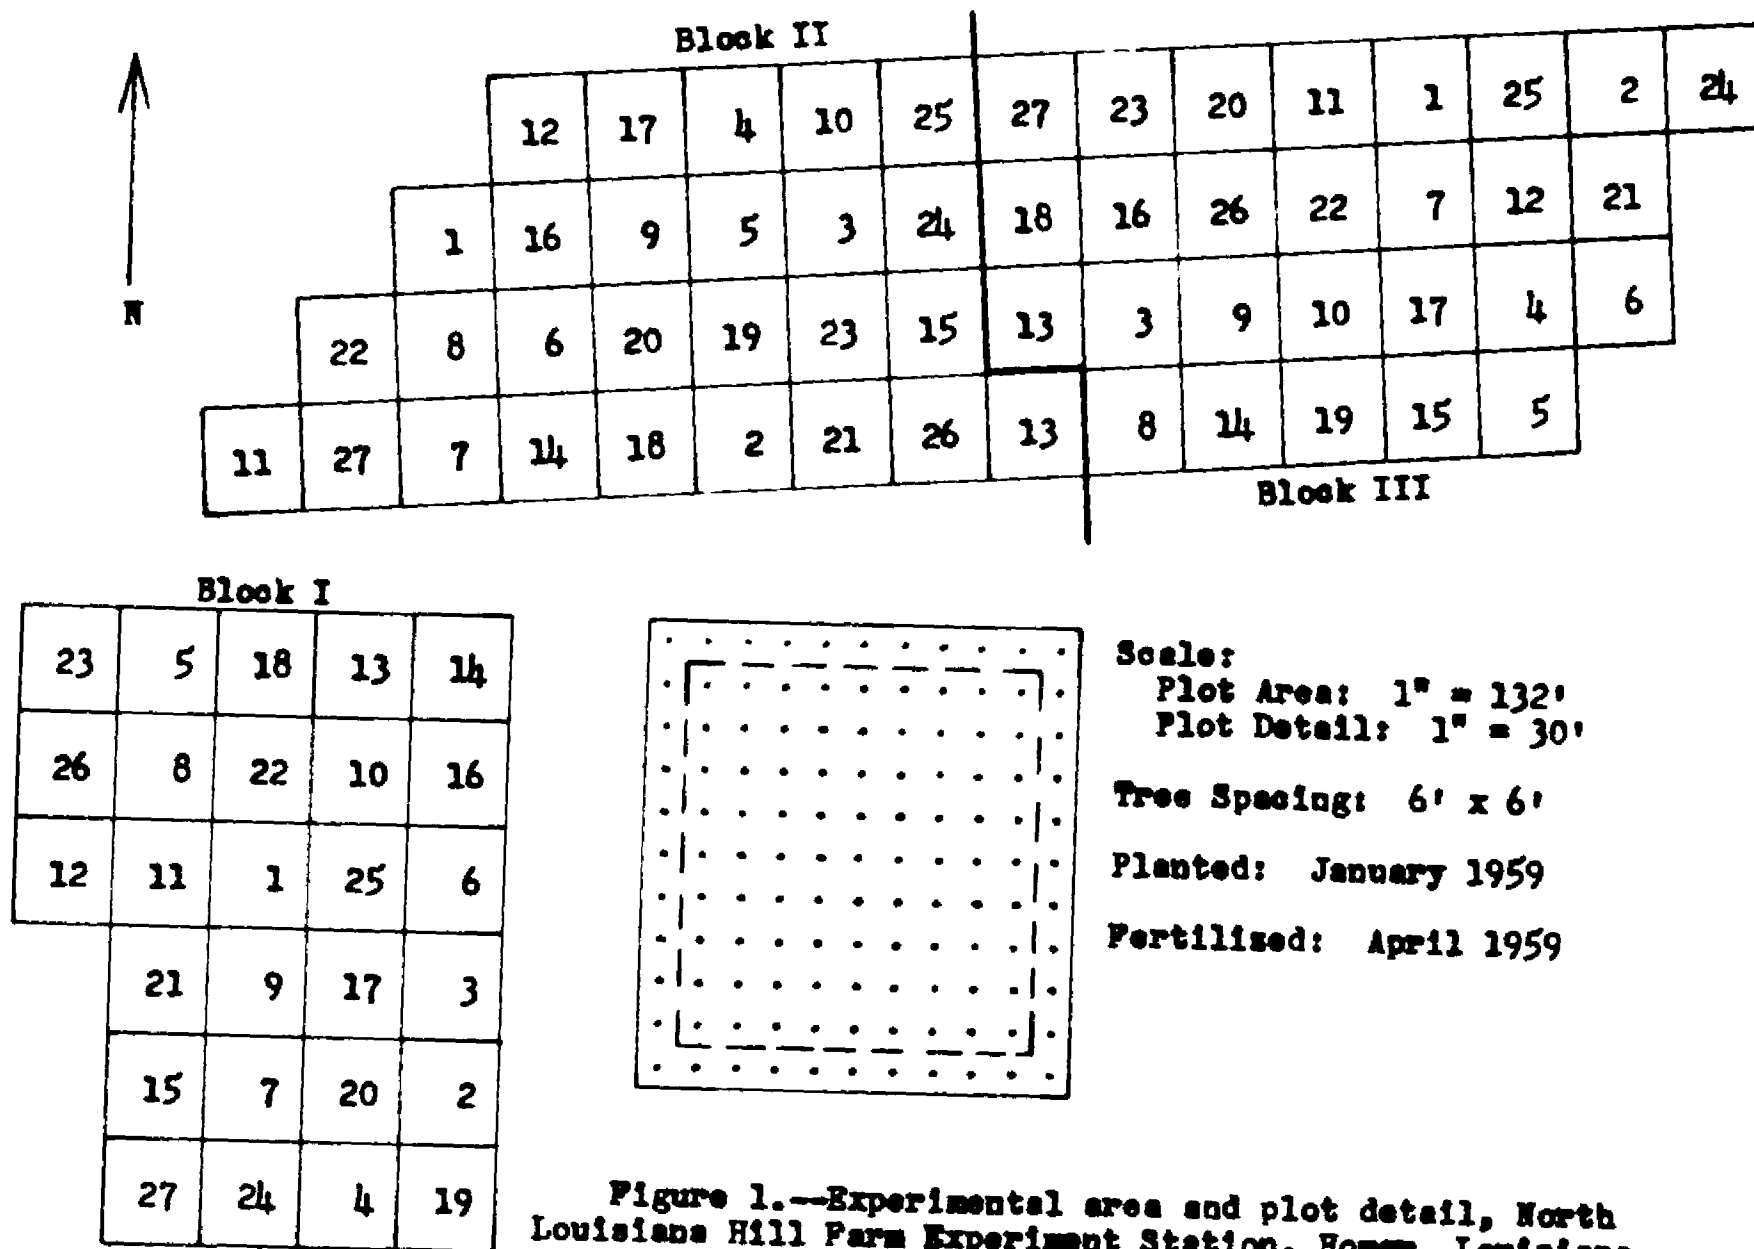 Block II
12 17 4 10 25 27 23 20 11 1 25 2 24
1 16 9 5 3 24 18 16 26 22 7 12 21
N
22 8 6 20 19 23 15 13 3 9 10 17 4 6
11 27 7 14 18 2 21 26 13 8 14 19 15 5
Block III
Block I
23 5 18 13 14
26 8 22 10 16
12 11 1 25 6
21 9 17 3
15 7 20 2
27 24 4 19
Scale:
Plot Area: 1" = 132'
Plot Detail: 1" = 30'
Tree Spacing: 6' x 6'
Planted: January 1959
Fertilized: April 1959
Figure 1.--Experimental area and plot detail, North
Louisiana Hill Farm Experiment Station, Homer, Louisiana